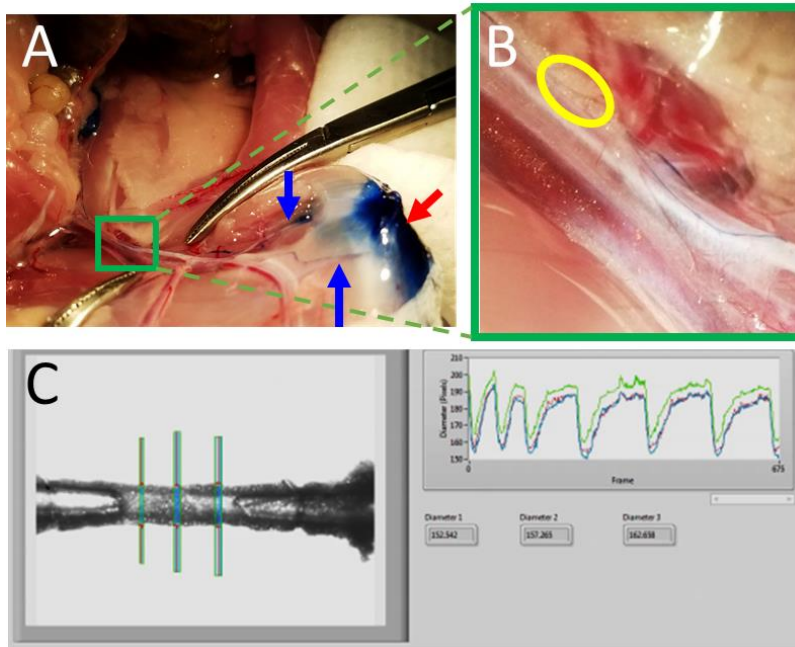 A
B
C
210
200
190
180
170
160
150
Diameter (Pixels)
0
675
Frame
Diameter 1
Diameter 2
Diameter 3
152.542
157.265
162.638